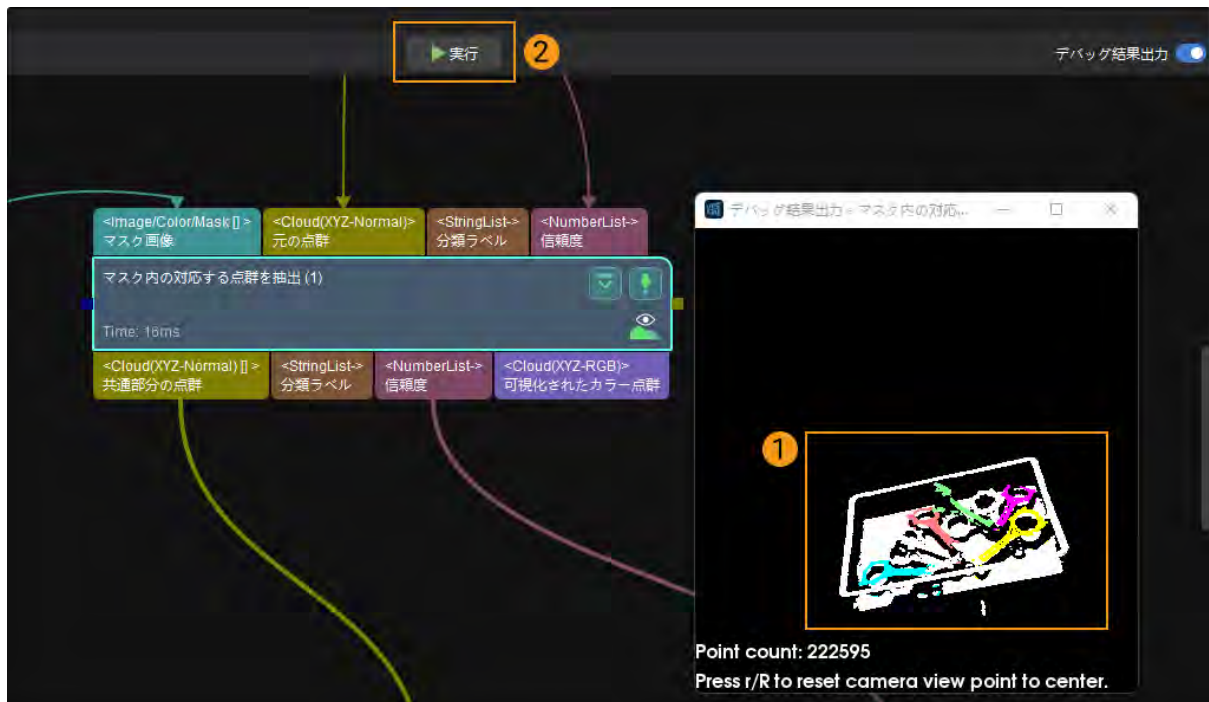 実行
2
デバッグ結果出力
<Image/Color/Mask [] >
マスク画像
<Cloud(XYZ-Normal)>
元の点群
<StringList->
分類ラベル
<NumberList->
信頼度
マスク内の対応する点群を抽出 (1)
Time: 16ms
<Cloud(XYZ-Normal) [] >
共通部分の点群
<StringList->
分類ラベル
<NumberList->
信頼度
<Cloud(XYZ-RGB)>
可視化されたカラー点群
デバッグ結果出力 - マスク内の対応...
1
Point count: 222595
Press r/R to reset camera view point to center.